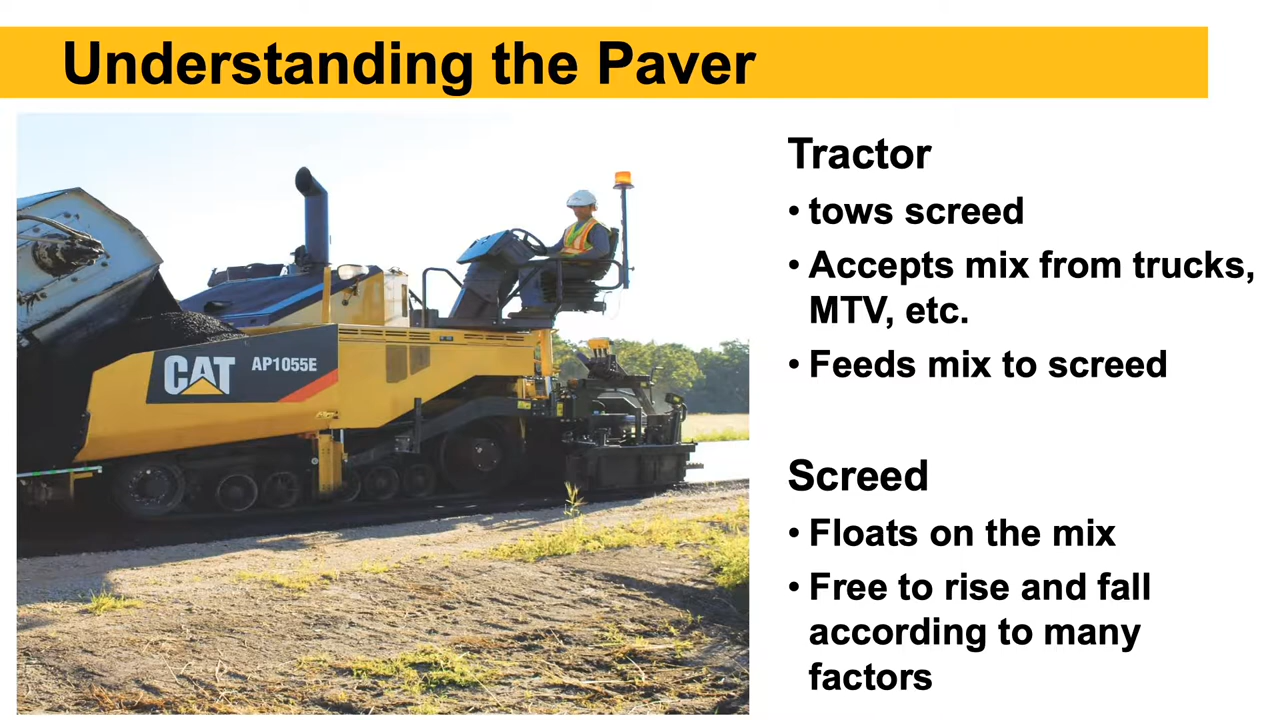 Understanding the Paver
CAT
AP1055E
Tractor
• tows screed
• Accepts mix from trucks,
MTV, etc.
• Feeds mix to screed
Screed
• Floats on the mix
• Free to rise and fall
according to many
factors